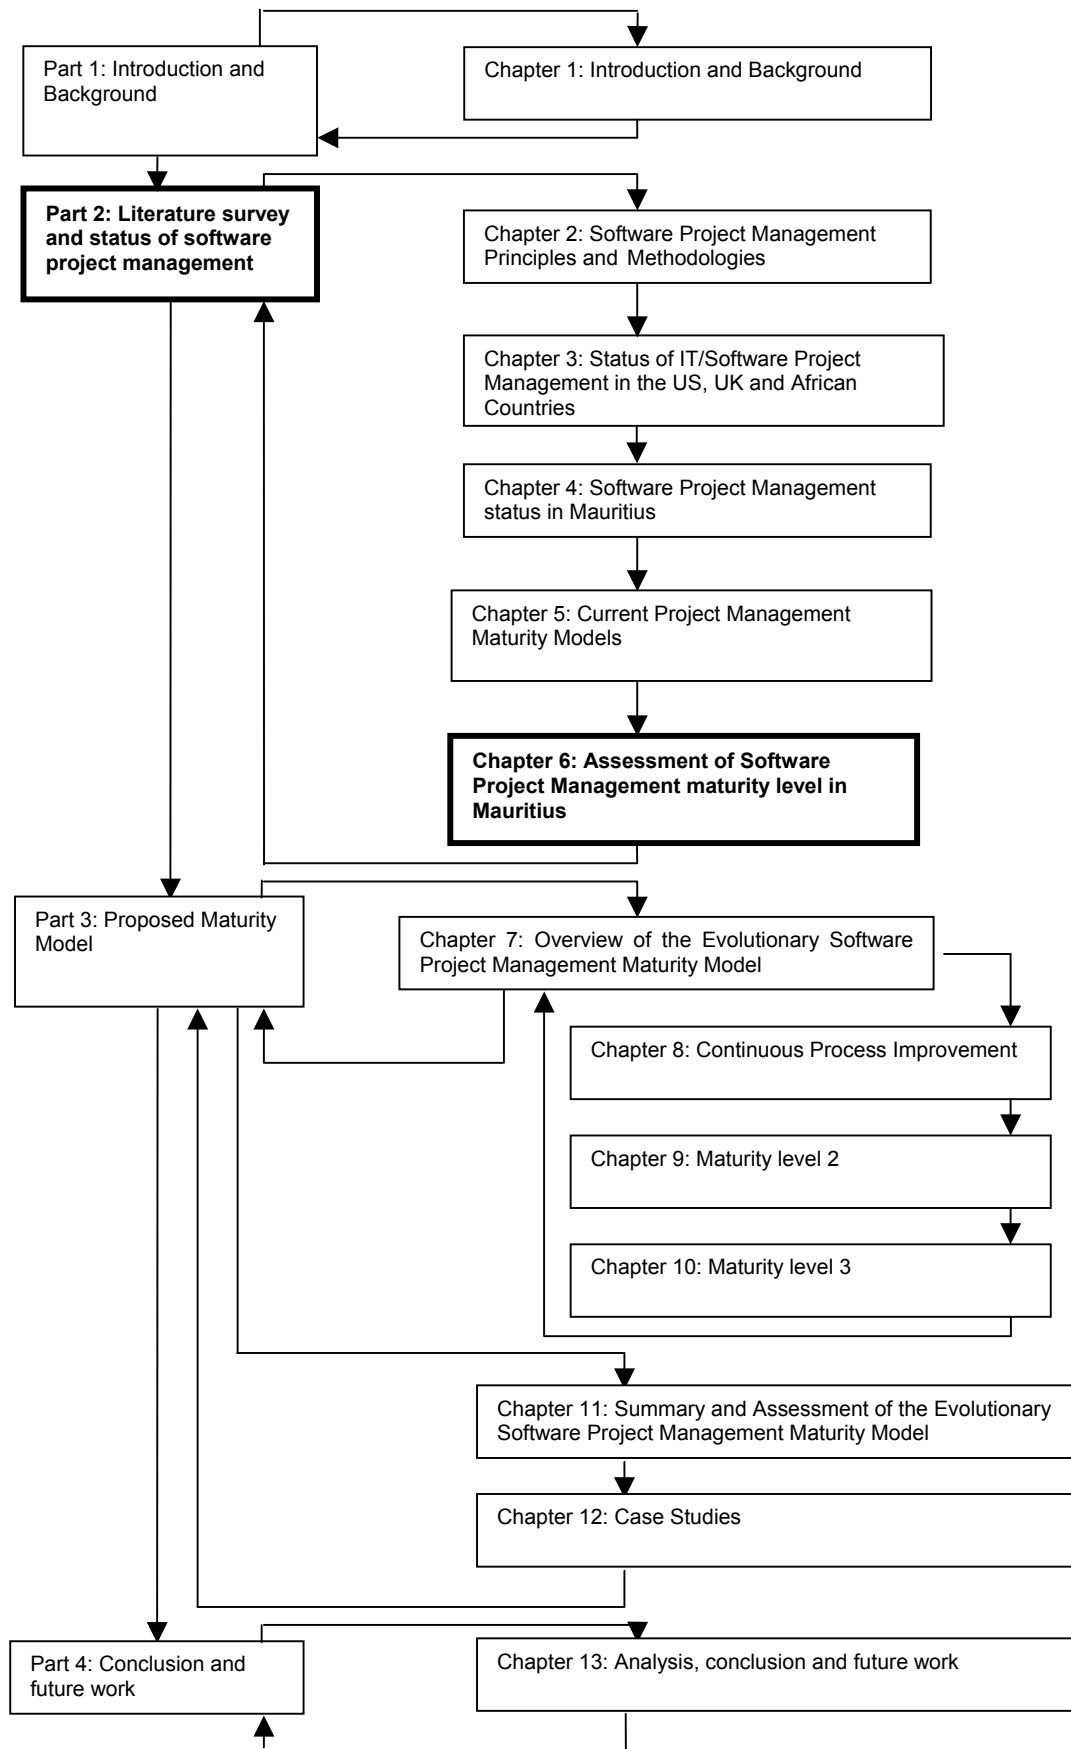 Part 1: Introduction and
Background
Chapter 1: Introduction and Background
Part 2: Literature survey
and status of software
project management
Chapter 2: Software Project Management
Principles and Methodologies
Chapter 3: Status of IT/Software Project
Management in the US, UK and African
Countries
Chapter 4: Software Project Management
status in Mauritius
Chapter 5: Current Project Management
Maturity Models
Chapter 6: Assessment of Software
Project Management maturity level in
Mauritius
Part 3: Proposed Maturity
Model
Chapter 7: Overview of the Evolutionary Software
Project Management Maturity Model
Chapter 8: Continuous Process Improvement
Chapter 9: Maturity level 2
Chapter 10: Maturity level 3
Chapter 11: Summary and Assessment of the Evolutionary
Software Project Management Maturity Model
Chapter 12: Case Studies
Part 4: Conclusion and
future work
Chapter 13: Analysis, conclusion and future work